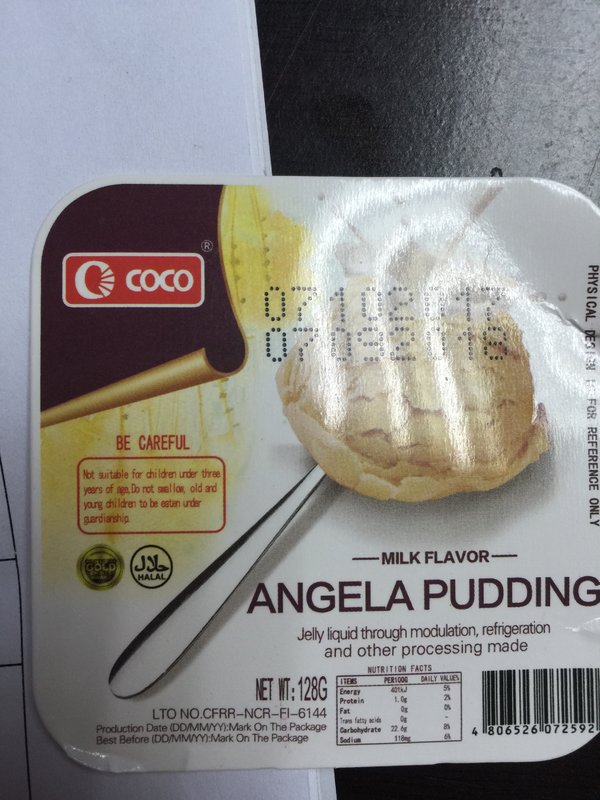 ®
COCO
BE CAREFUL
Not suitable for children under three
years of age, Do not swallow, old and
young children to be eaten under
guardianship.
GOLD
حلال
HALAL
PHYSICAL DESIGN IS FOR REFERENCE ONLY
MILK FLAVOR
ANGELA PUDDING
Jelly liquid through modulation, refrigeration
and other processing made
NET WT: 128G
LTO NO.CFRR-NCR-FI-6144
Production Date (DD/MM/YY):Mark On The Package
Best Before (DD/MM/YY):Mark On The Package
NUTRITION FACTS
ITEMS PER100G DAILY VALUE%
Energy 401kJ 5%
Protein 1.0g 2%
Fat 0g 0%
Trans fatty acids 0g -
Carbohydrate 22.6g 8%
Sodium 118mg 6%
4 806526 072592